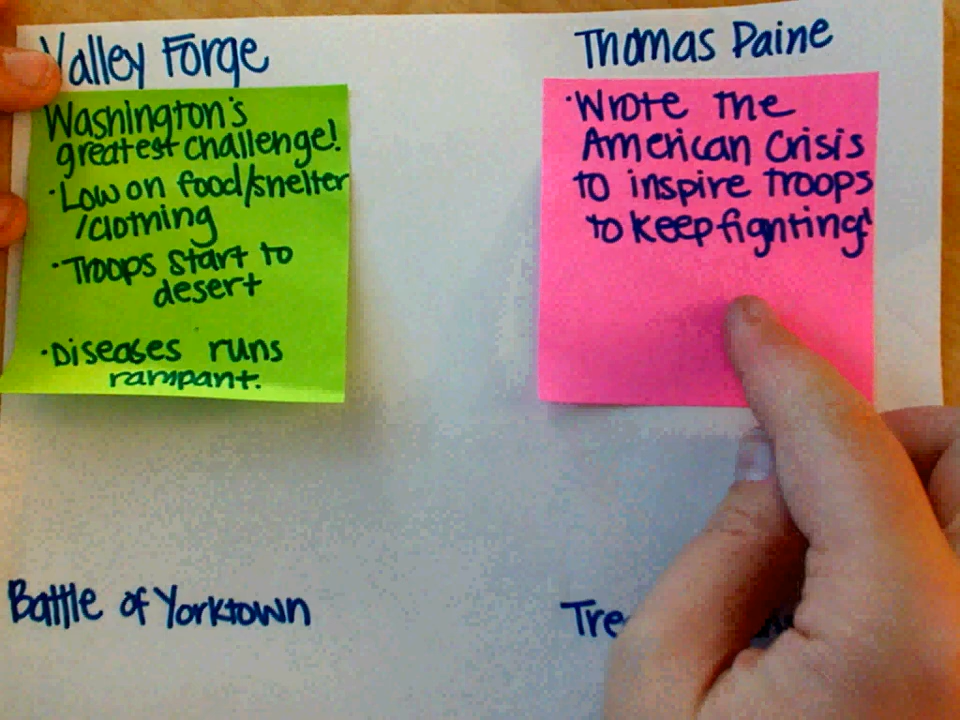 Valley Forge
Washington's
greatest challenge!
·Low on food/shelter
/clothing
·Troops start to
desert
·Diseases runs
rampant.
Thomas Paine
·Wrote the
American Crisis
to inspire troops
to keep fighting!
Battle of Yorktown